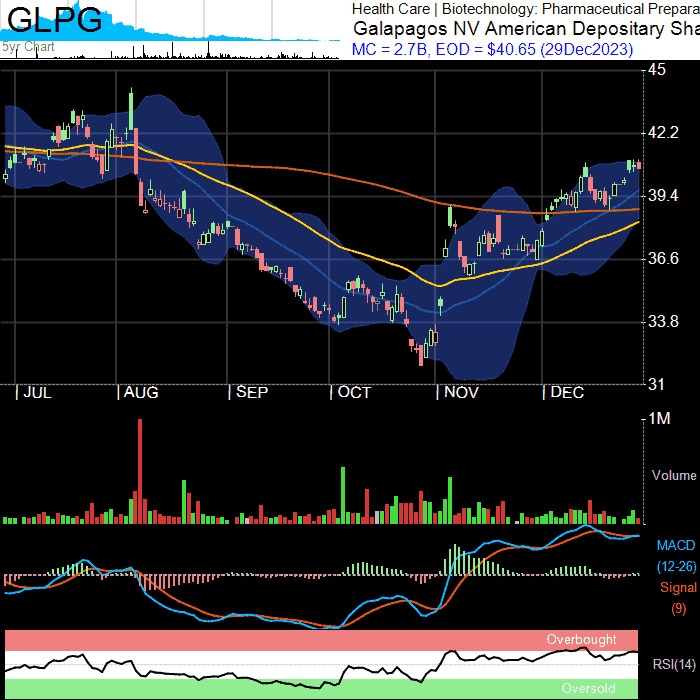 GLPG
5yr Chart
Health Care | Biotechnology: Pharmaceutical Prepara
Galapagos NV American Depositary Sha
MC = 2.7B, EOD = $40.65 (29Dec2023)
45
42.2
39.4
36.6
33.8
31
| JUL | AUG | SEP | OCT | NOV | DEC
1M
Volume
MACD
(12-26)
Signal
(9)
Overbought
RSI(14)
Oversold